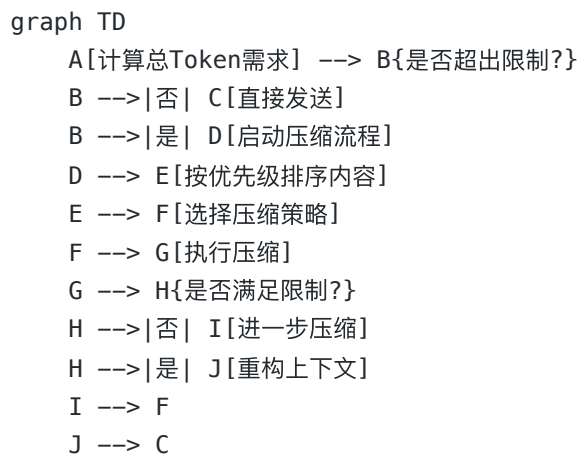 graph TD
    A[计算总Token需求] --> B{是否超出限制?}
    B -->|否| C[直接发送]
    B -->|是| D[启动压缩流程]
    D --> E[按优先级排序内容]
    E --> F[选择压缩策略]
    F --> G[执行压缩]
    G --> H{是否满足限制?}
    H -->|否| I[进一步压缩]
    H -->|是| J[重构上下文]
    I --> F
    J --> C